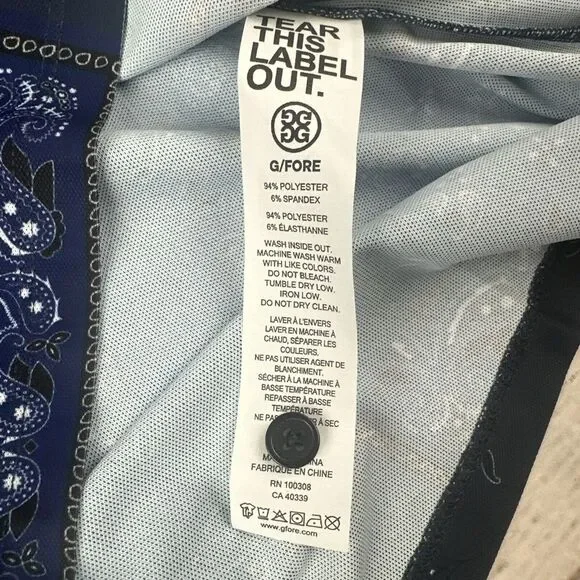 TEAR
THIS
LABEL
OUT.
G/FORE
94% POLYESTER
6% SPANDEX
94% POLYESTER
6% ÉLASTHANNE
WASH INSIDE OUT.
MACHINE WASH WARM
WITH LIKE COLORS.
DO NOT BLEACH.
TUMBLE DRY LOW.
IRON LOW.
DO NOT DRY CLEAN.
LAVER À L'ENVERS
LAVER EN MACHINE À
CHAUD, SÉPARER LES
COULEURS,
NE PAS UTILISER AGENT DE
BLANCHIMENT.
SÉCHER À LA MACHINE À
BASSE TEMPÉRATURE
REPASSER À BASSE
TEMPÉRATURE
NE À SEC
FABRIQUE EN CHINE
RN 100308
CA 40339
www.gfore.com